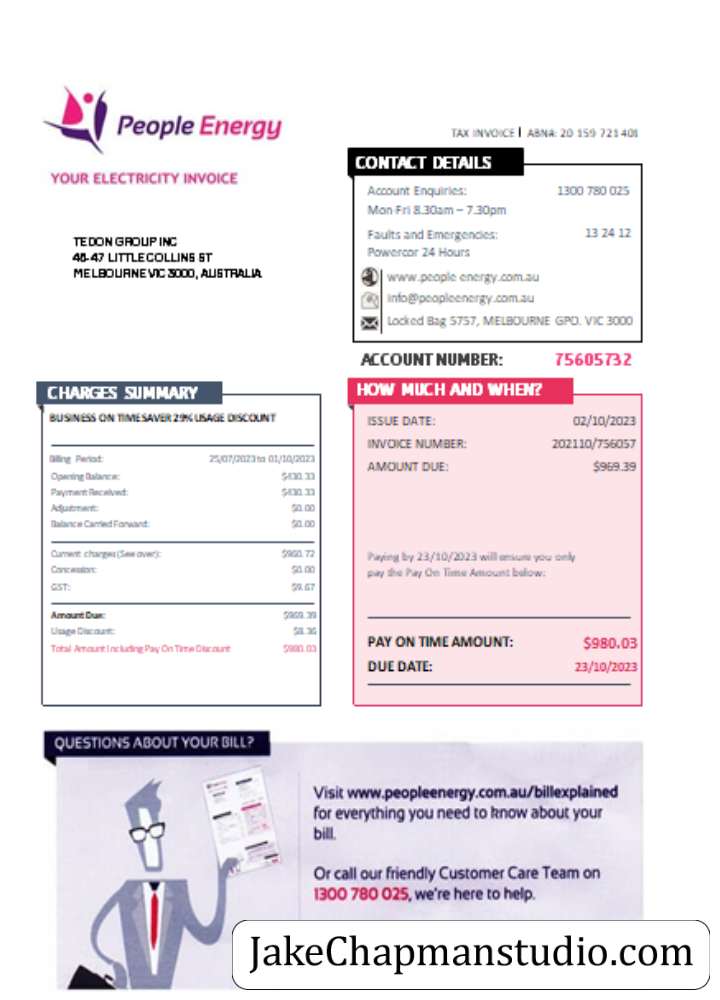 People Energy
TAX INVOICE | ABN#: 20 159 721 401
YOUR ELECTRICITY INVOICE
CONTACT DETAILS
Account Enquiries: 1300 780 025
Mon-Fri 8.30am – 7.30pm
Faults and Emergencies: 13 24 12
Powercor 24 Hours
www.people energy.com.au
info@peopleenergy.com.au
Locked Bag 5757, MELBOURNE GPO. VIC 3000
TEDON GROUP INC
46-47 LITTLE COLLINS ST
MELBOURNE VIC 3000, AUSTRALIA
ACCOUNT NUMBER: 75605732
CHARGES SUMMARY
BUSINESS ON TIME SAVER 29% USAGE DISCOUNT
Billing Period: 25/07/2023 to 01/10/2023
Opening Balance: $430.33
Payment Received: $430.33
Adjustment: $0.00
Balance Carried Forward: $0.00
Current charges (See over): $960.72
Concession: $0.00
GST: $9.67
Amount Due: $969.39
Usage Discount: $8.36
Total Amount Including Pay On Time Discount $980.03
HOW MUCH AND WHEN?
ISSUE DATE: 02/10/2023
INVOICE NUMBER: 202110/756057
AMOUNT DUE: $969.39
Paying by 23/10/2023 will ensure you only
pay the Pay On Time Amount below:
PAY ON TIME AMOUNT: $980.03
DUE DATE: 23/10/2023
QUESTIONS ABOUT YOUR BILL?
Visit www.peopleenergy.com.au/billexplained
for everything you need to know about your
bill.
Or call our friendly Customer Care Team on
1300 780 025, we're here to help.
JakeChapmanstudio.com